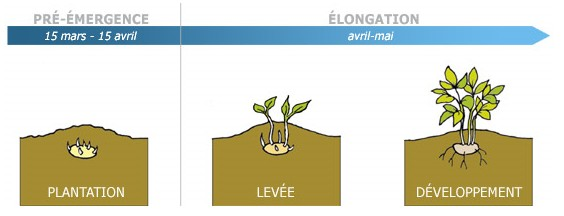 PRÉ-ÉMERGENCE
ÉLONGATION
15 mars - 15 avril
avril-mai
PLANTATION
LEVÉE
DÉVELOPPEMENT